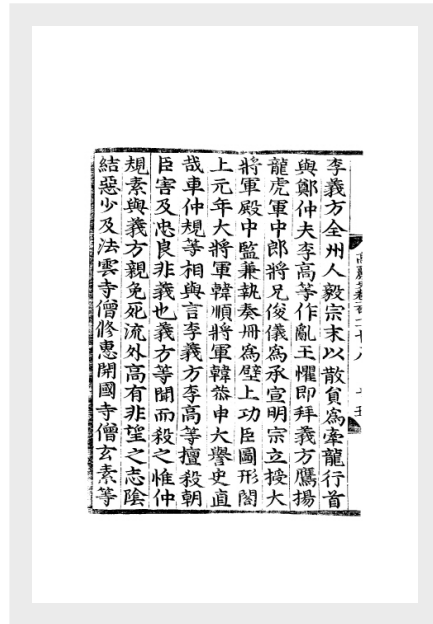 李義方全州人毅宗末以散貟爲牽龍行首
與鄭仲夫李高等作亂王懼即拜義方鷹揚
龍虎軍中郎將兄俊儀爲承宣明宗立授大
將軍殿中監兼執奏冊爲壁上功臣圖形閣
上元年大將軍韓順將軍韓恭申大譽史直
哉車仲規等相與言李義方李高等擅殺朝
臣害及忠良非義也義方等聞而殺之惟仲
規素與義方親免死流外高有非望之志陰
結惡少及法雲寺僧修惠開國寺僧玄素等